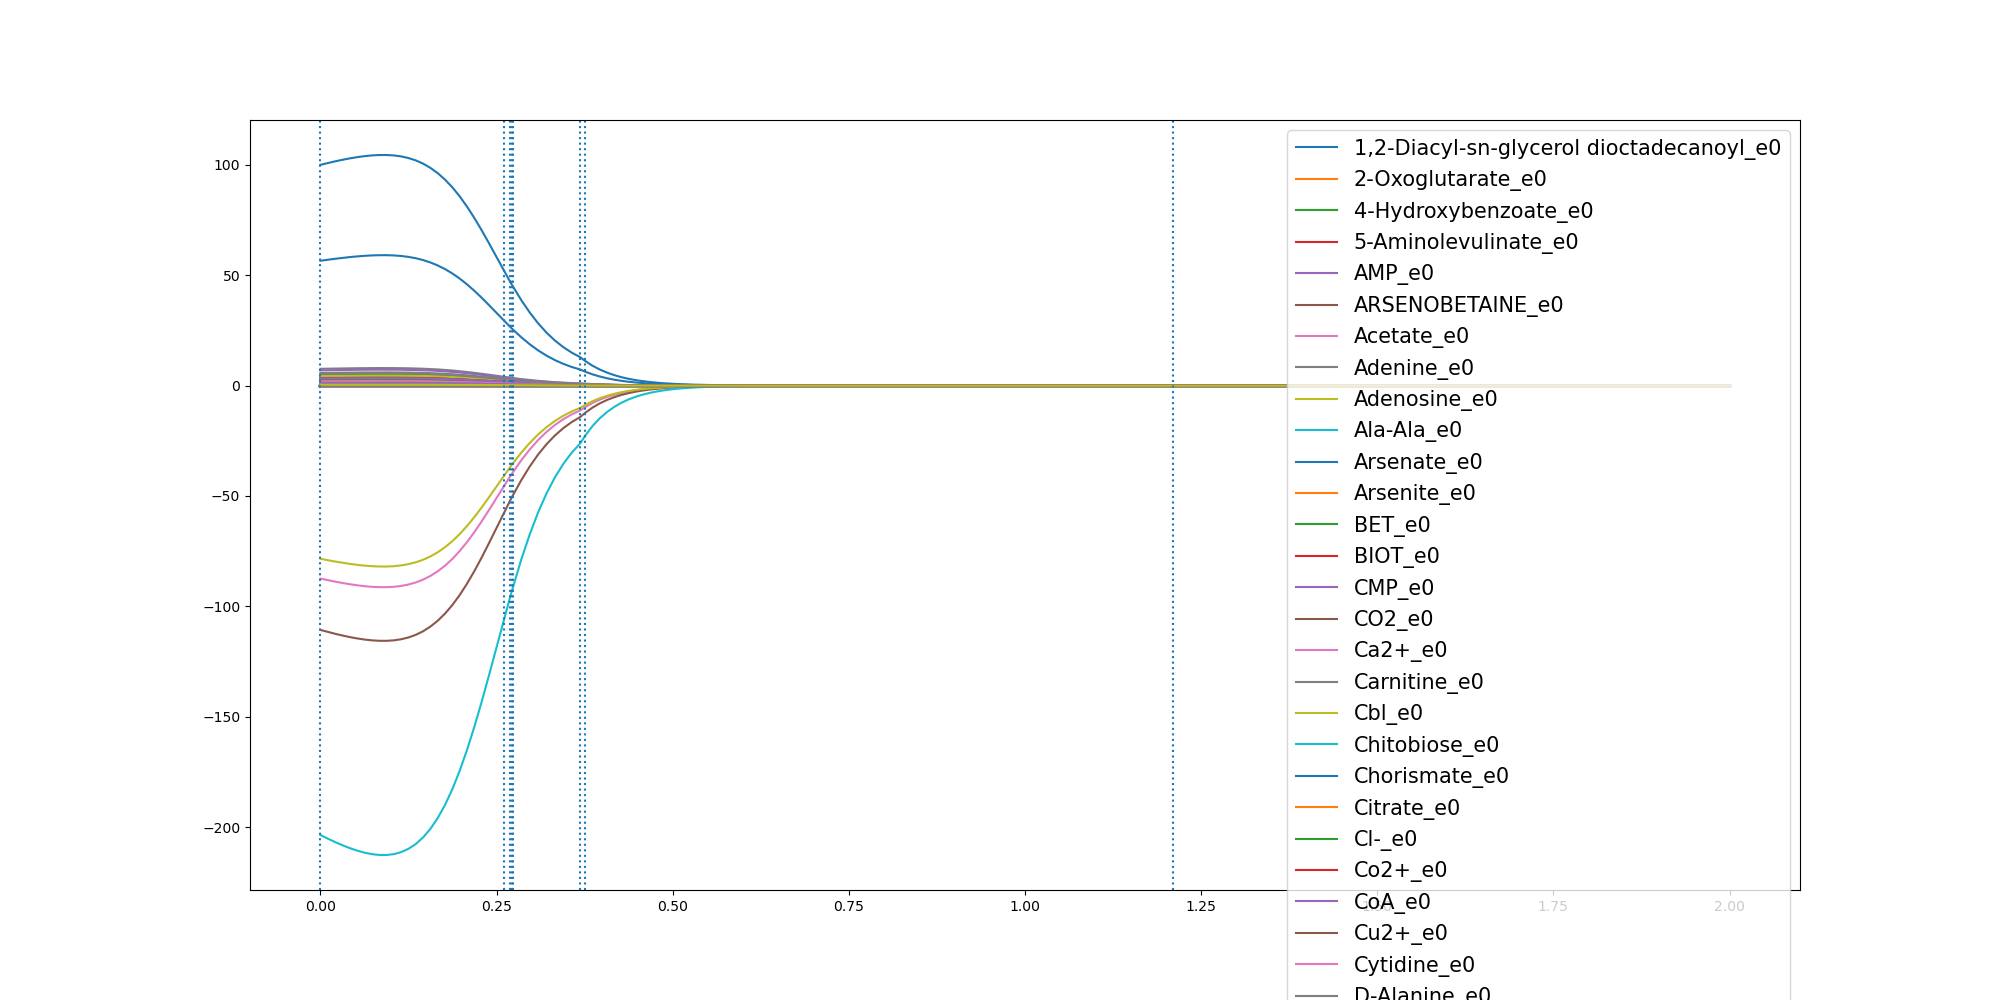 100
50
0
−50
−100
−150
−200
0.00 0.25 0.50 0.75 1.00 1.25 1.75 2.00
1,2-Diacyl-sn-glycerol dioctadecanoyl_e0
2-Oxoglutarate_e0
4-Hydroxybenzoate_e0
5-Aminolevulinate_e0
AMP_e0
ARSENOBETAINE_e0
Acetate_e0
Adenine_e0
Adenosine_e0
Ala-Ala_e0
Arsenate_e0
Arsenite_e0
BET_e0
BIOT_e0
CMP_e0
CO2_e0
Ca2+_e0
Carnitine_e0
Cbl_e0
Chitobiose_e0
Chorismate_e0
Citrate_e0
Cl-_e0
Co2+_e0
CoA_e0
Cu2+_e0
Cytidine_e0
D-Alanine_e0